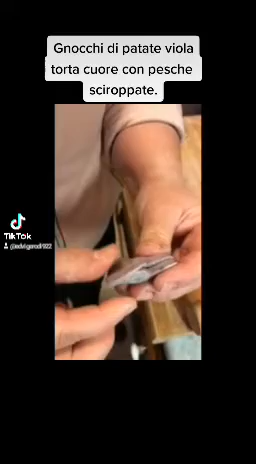 Gnocchi di patate viola
torta cuore con pesche
sciroppate.
TikTok